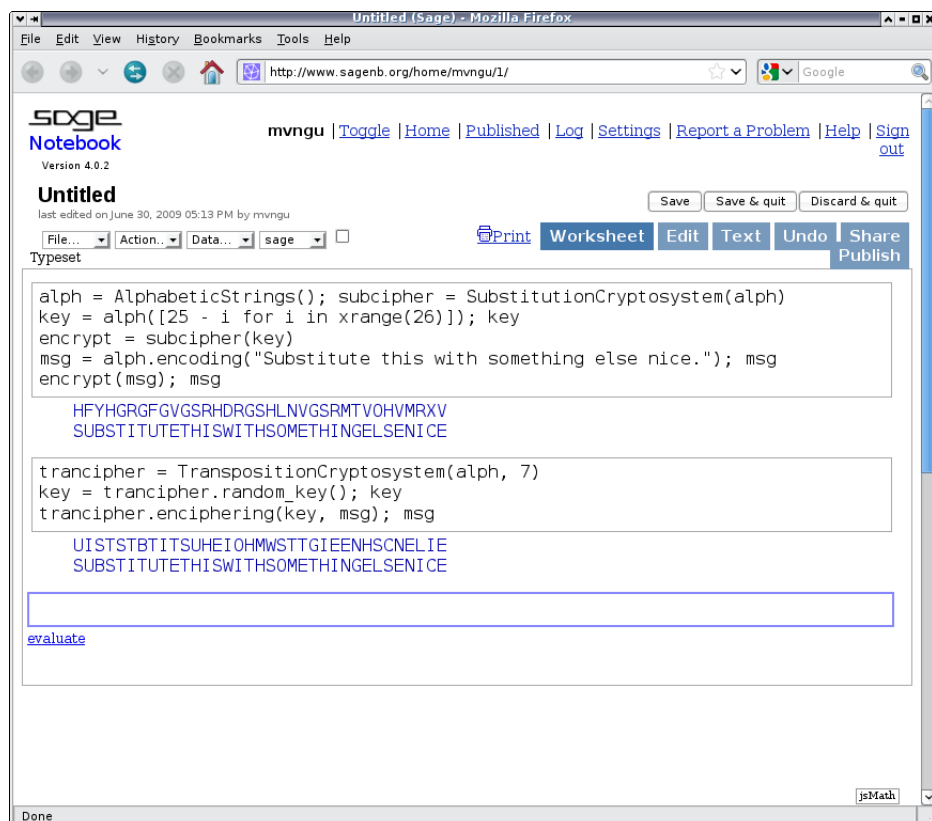 Untitled (Sage) - Mozilla Firefox
File Edit View History Bookmarks Tools Help
http://www.sagenb.org/home/mvngu/1/
Google
sage
Notebook
Version 4.0.2
mvngu | Toggle | Home | Published | Log | Settings | Report a Problem | Help | Sign
out
Untitled
last edited on June 30, 2009 05:13 PM by mvngu
Save Save & quit Discard & quit
File... Action.. Data... sage
Typeset
Print Worksheet Edit Text Undo Share
Publish
alph = AlphabeticStrings(); subcipher = SubstitutionCryptosystem(alph)
key = alph([25 - i for i in xrange(26)]); key
encrypt = subcipher(key)
msg = alph.encoding("Substitute this with something else nice."); msg
encrypt(msg); msg
HFYHGRGFGVGSRHDRGSHLNVGSRMTVOHVMRXV
SUBSTITUTETHISWITHSOMETHINGELSENICE
trancipher = TranspositionCryptosystem(alph, 7)
key = trancipher.random_key(); key
trancipher.enciphering(key, msg); msg
UISTSTBTITSUHEIOHMWSTTGIEENHSCNELIE
SUBSTITUTETHISWITHSOMETHINGELSENICE
evaluate
jsMath
Done